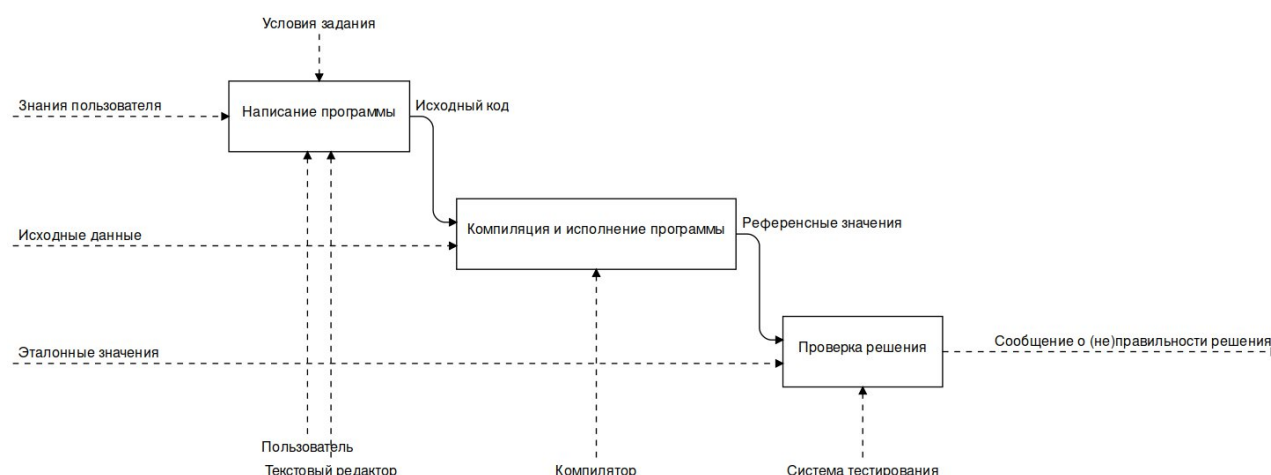 Условия задания
Знания пользователя
Написание программы
Исходный код
Исходные данные
Компиляция и исполнение программы
Референсные значения
Эталонные значения
Проверка решения
Сообщение о (не)правильности решения
Пользователь
Текстовый редактор
Компилятор
Система тестирования